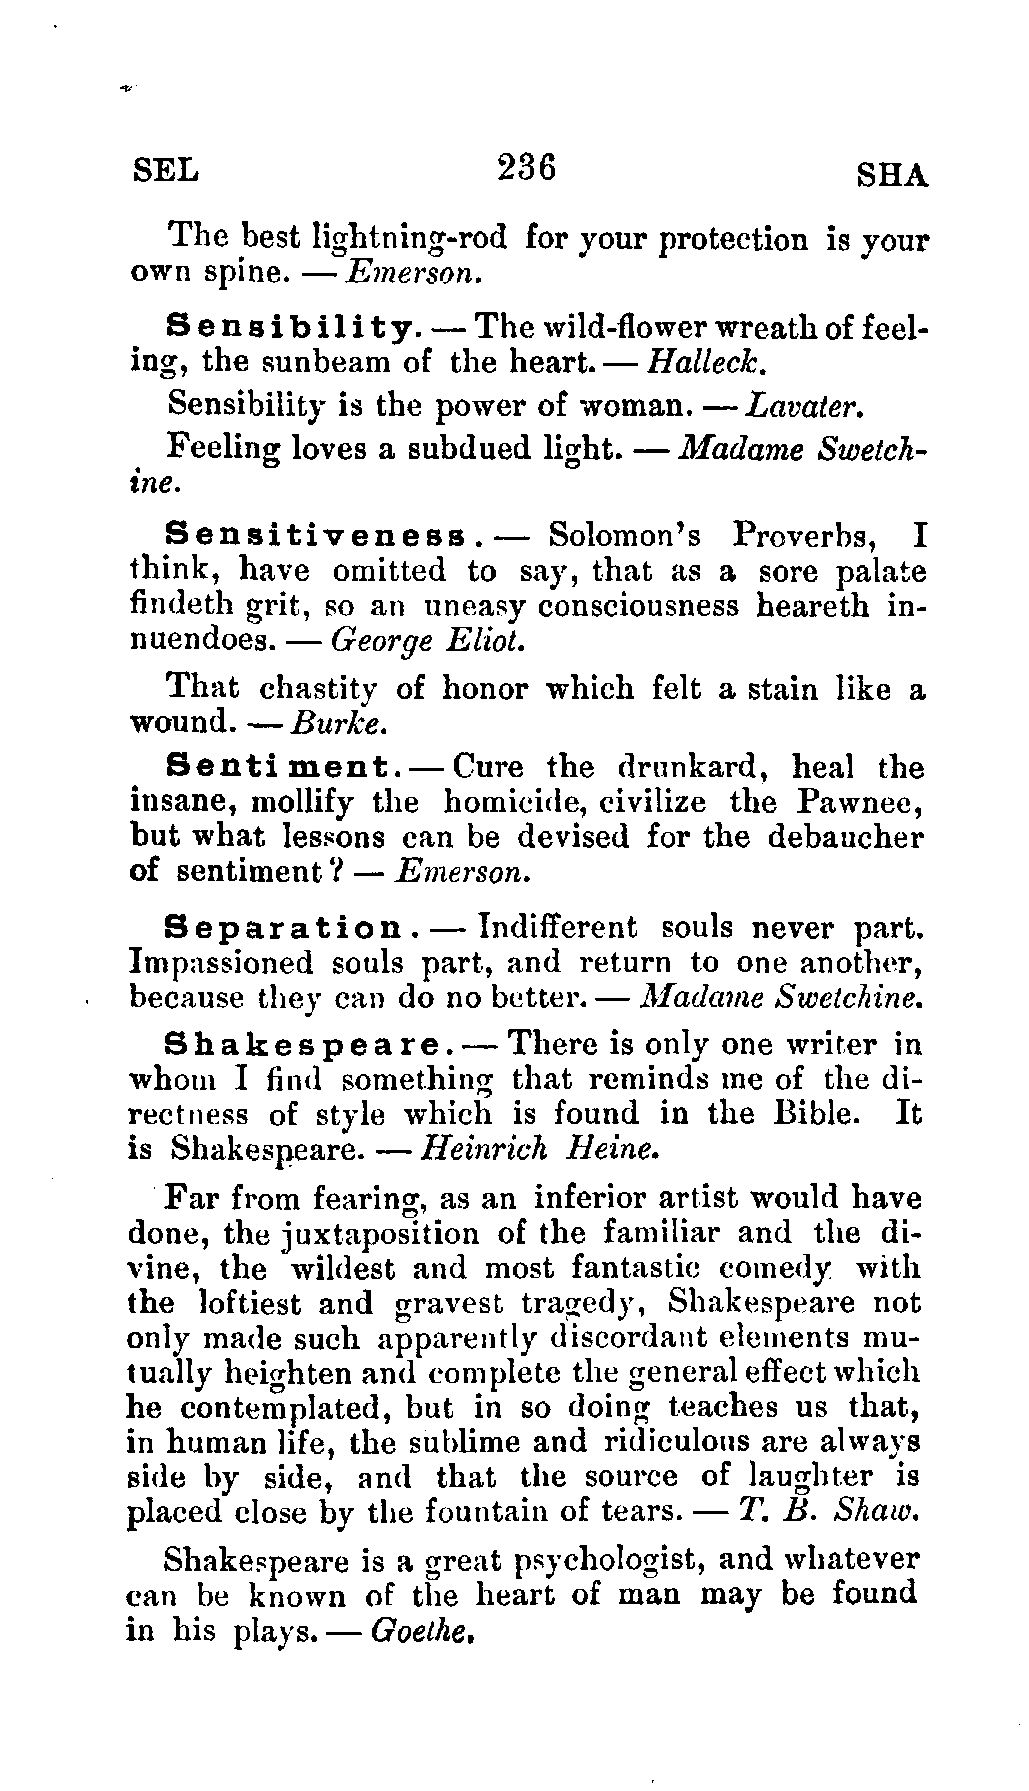 SEL 236 SHA
The best lightning-rod for your protection is your
own spine. — Emerson.
Sensibility. — The wild-flower wreath of feel-
ing, the sunbeam of the heart. — Halleck.
Sensibility is the power of woman. — Lavater.
Feeling loves a subdued light. — Madame Swetch-
ine.
Sensitiveness. — Solomon's Proverbs, I
think, have omitted to say, that as a sore palate
findeth grit, so an uneasy consciousness heareth in-
nuendoes. — George Eliot.
That chastity of honor which felt a stain like a
wound. — Burke.
Sentiment. — Cure the drunkard, heal the
insane, mollify the homicide, civilize the Pawnee,
but what lessons can be devised for the debaucher
of sentiment? — Emerson.
Separation. — Indifferent souls never part.
Impassioned souls part, and return to one another,
because they can do no better. — Madame Swetchine.
Shakespeare. — There is only one writer in
whom I find something that reminds me of the di-
rectness of style which is found in the Bible. It
is Shakespeare. — Heinrich Heine.
Far from fearing, as an inferior artist would have
done, the juxtaposition of the familiar and the di-
vine, the wildest and most fantastic comedy with
the loftiest and gravest tragedy, Shakespeare not
only made such apparently discordant elements mu-
tually heighten and complete the general effect which
he contemplated, but in so doing teaches us that,
in human life, the sublime and ridiculous are always
side by side, and that the source of laughter is
placed close by the fountain of tears. — T. B. Shaw.
Shakespeare is a great psychologist, and whatever
can be known of the heart of man may be found
in his plays. — Goethe.